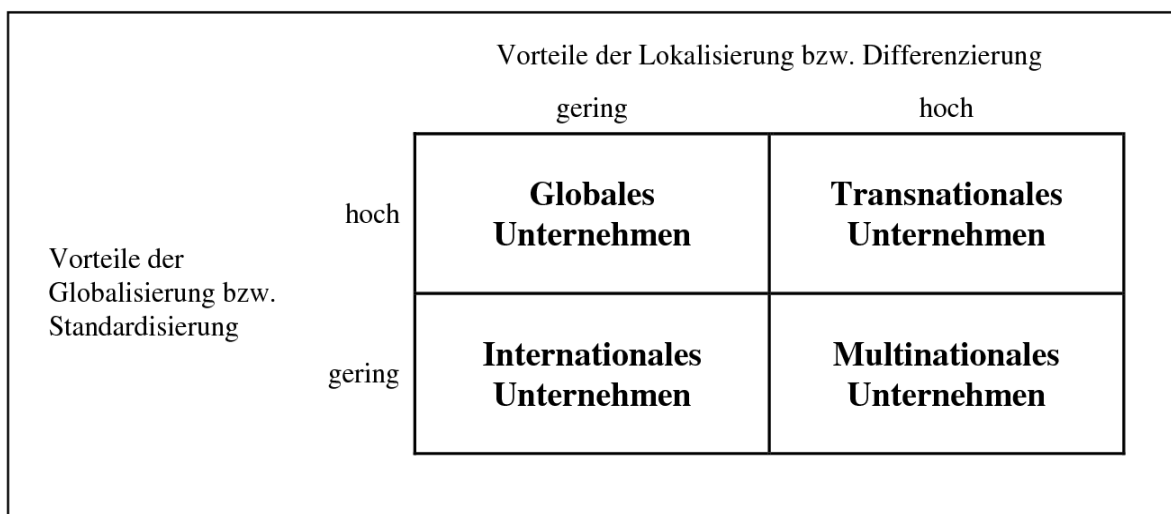 Vorteile der Lokalisierung bzw. Differenzierung
gering hoch
hoch
Globales
Unternehmen
Transnationales
Unternehmen
Vorteile der
Globalisierung bzw.
Standardisierung
gering
Internationales
Unternehmen
Multinationales
Unternehmen